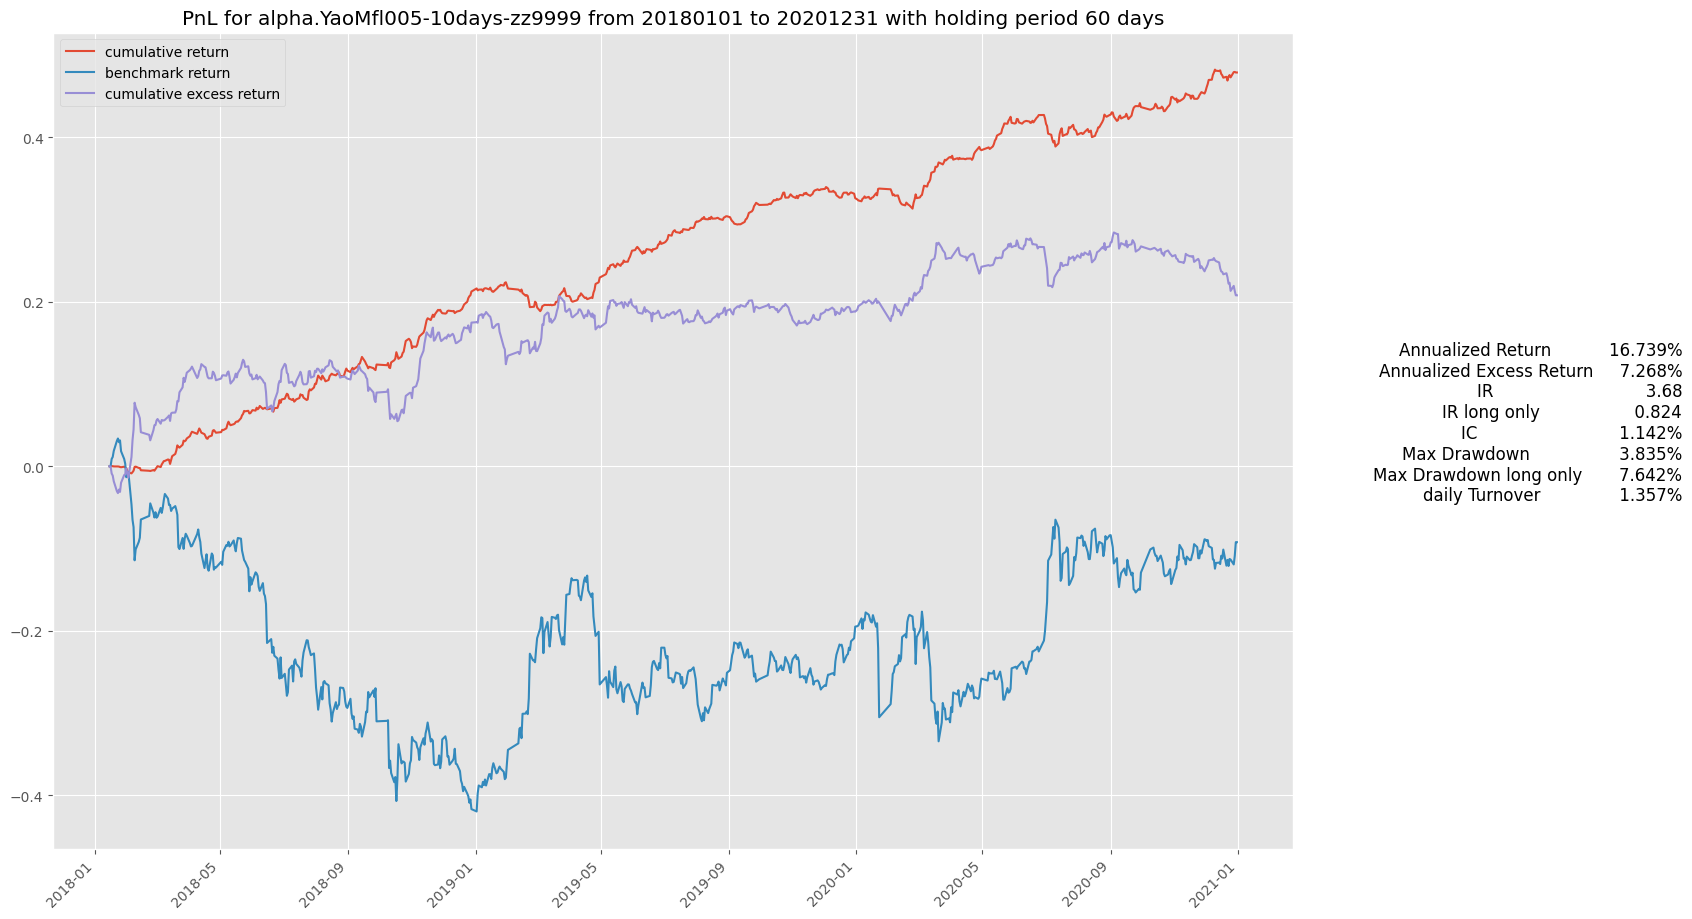 PnL for alpha.YaoMfl005-10days-zz9999 from 20180101 to 20201231 with holding period 60 days
cumulative return
benchmark return
cumulative excess return
0.4
0.2
0.0
−0.2
−0.4
2018-01
2018-05
2018-09
2019-01
2019-05
2019-09
2020-01
2020-05
2020-09
2021-01
Annualized Return 16.739%
Annualized Excess Return 7.268%
IR 3.68
IR long only 0.824
IC 1.142%
Max Drawdown 3.835%
Max Drawdown long only 7.642%
daily Turnover 1.357%